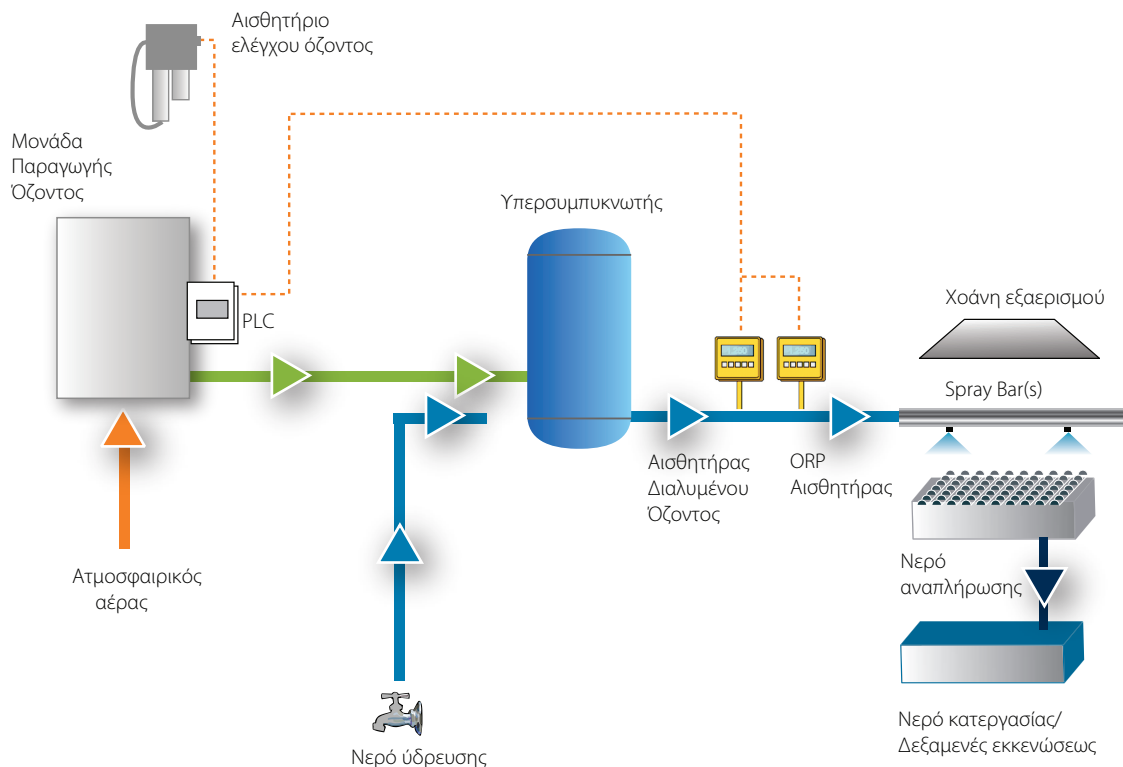 Αισθητήριο
ελέγχου όζοντος
Μονάδα
Παραγωγής
Όζοντος
Υπερσυμπυκνωτής
PLC
Χοάνη εξαερισμού
Spray Bar(s)
Αισθητήρας
Διαλυμένου
Όζοντος
ORP
Αισθητήρας
Ατμοσφαιρικός
αέρας
Νερό
αναπλήρωσης
Νερό ύδρευσης
Νερό κατεργασίας/
Δεξαμενές εκκενώσεως